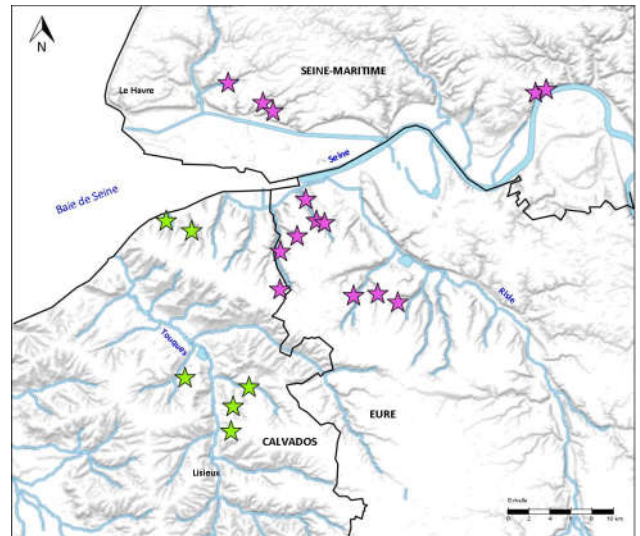 N
SEINE-MARITIME
Le Havre
Seine
Baie de Seine
Risle
Touques
EURE
CALVADOS
Lisieux
Echelle
0 2 4 6 8 10 km